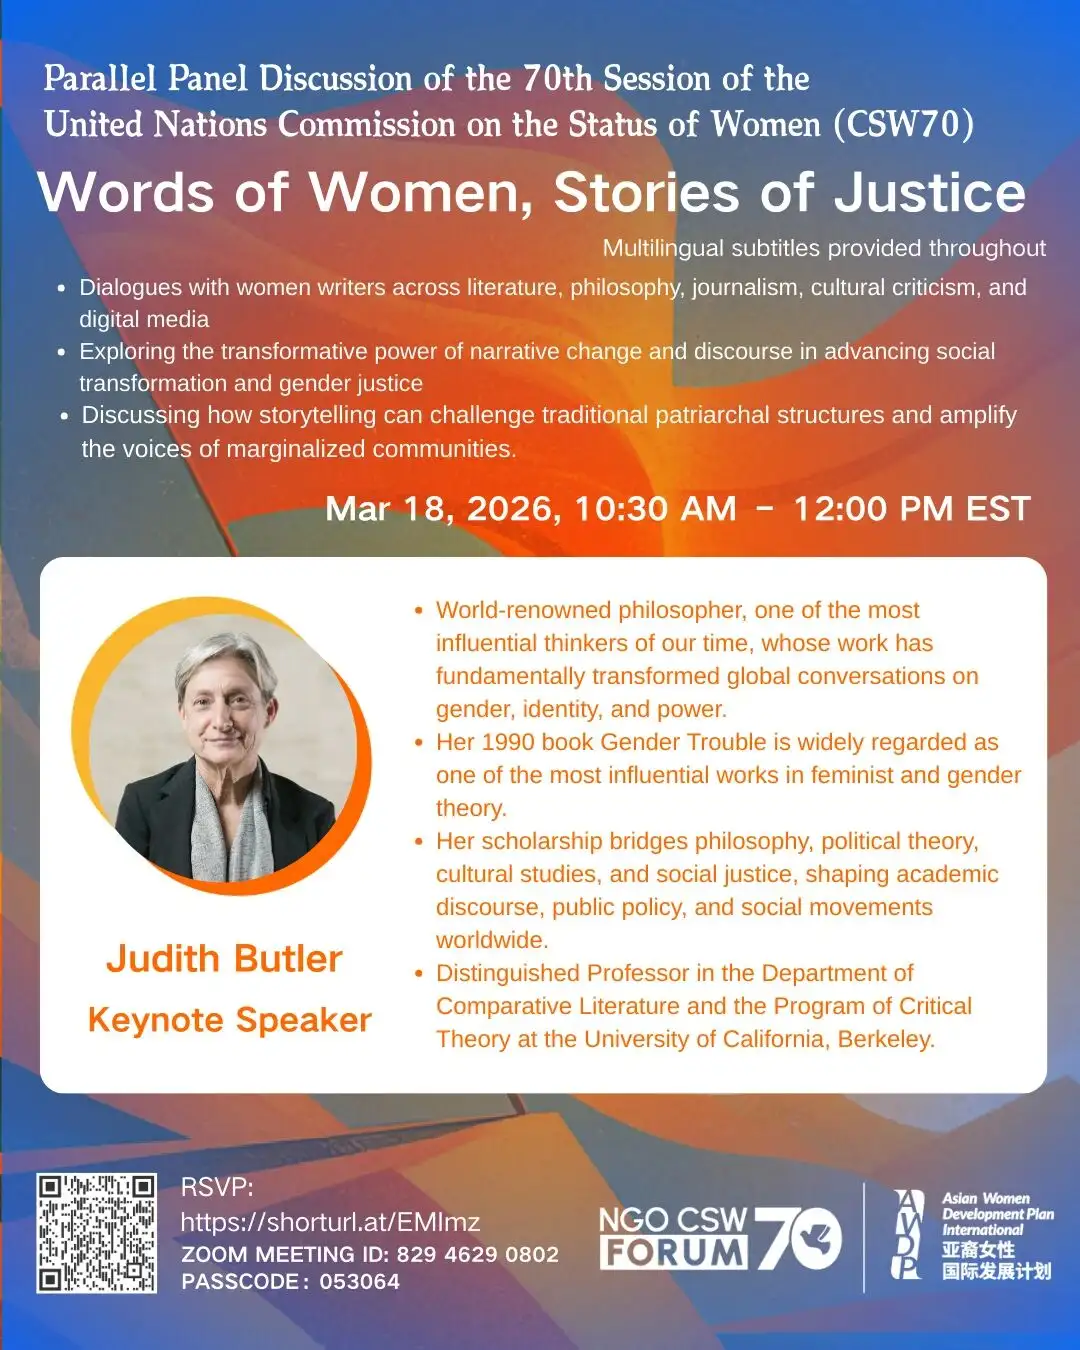 Parallel Panel Discussion of the 70th Session of the
United Nations Commission on the Status of Women (CSW70)
Words of Women, Stories of Justice
Multilingual subtitles provided throughout
• Dialogues with women writers across literature, philosophy, journalism, cultural criticism, and
digital media
• Exploring the transformative power of narrative change and discourse in advancing social
transformation and gender justice
• Discussing how storytelling can challenge traditional patriarchal structures and amplify
the voices of marginalized communities.
Mar 18, 2026, 10:30 AM – 12:00 PM EST
• World-renowned philosopher, one of the most
influential thinkers of our time, whose work has
fundamentally transformed global conversations on
gender, identity, and power.
• Her 1990 book Gender Trouble is widely regarded as
one of the most influential works in feminist and gender
theory.
• Her scholarship bridges philosophy, political theory,
cultural studies, and social justice, shaping academic
discourse, public policy, and social movements
worldwide.
• Distinguished Professor in the Department of
Comparative Literature and the Program of Critical
Theory at the University of California, Berkeley.
Judith Butler
Keynote Speaker
RSVP:
https://shorturl.at/EMImz
ZOOM MEETING ID: 829 4629 0802
PASSCODE: 053064
NGO CSW
FORUM 70
AWDP
Asian Women
Development Plan
International
亚裔女性
国际发展计划